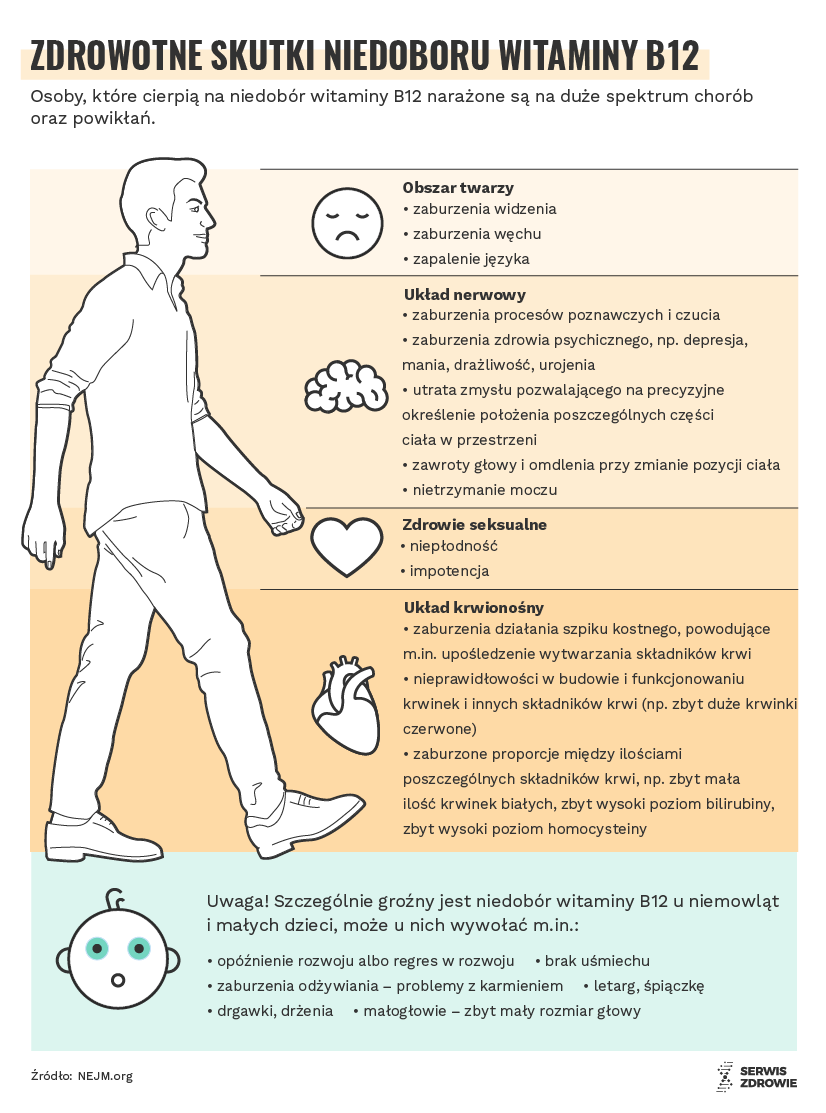 ZDROWOTNE SKUTKI NIEDOBORU WITAMINY B12
Osoby, które cierpią na niedobór witaminy B12 narażone są na duże spektrum chorób
oraz powikłań.
Obszar twarzy
• zaburzenia widzenia
• zaburzenia węchu
• zapalenie języka
Układ nerwowy
• zaburzenia procesów poznawczych i czucia
• zaburzenia zdrowia psychicznego, np. depresja,
mania, drażliwość, urojenia
• utrata zmysłu pozwalającego na precyzyjne
określenie położenia poszczególnych części
ciała w przestrzeni
• zawroty głowy i omdlenia przy zmianie pozycji ciała
• nietrzymanie moczu
Zdrowie seksualne
• niepłodność
• impotencja
Układ krwionośny
• zaburzenia działania szpiku kostnego, powodujące
m.in. upośledzenie wytwarzania składników krwi
• nieprawidłowości w budowie i funkcjonowaniu
krwinek i innych składników krwi (np. zbyt duże krwinki
czerwone)
• zaburzone proporcje między ilościami
poszczególnych składników krwi, np. zbyt mała
ilość krwinek białych, zbyt wysoki poziom bilirubiny,
zbyt wysoki poziom homocysteiny
Uwaga! Szczególnie groźny jest niedobór witaminy B12 u niemowląt
i małych dzieci, może u nich wywołać m.in.:
• opóźnienie rozwoju albo regres w rozwoju • brak uśmiechu
• zaburzenia odżywiania – problemy z karmieniem • letarg, śpiączkę
• drgawki, drżenia • małogłowie – zbyt mały rozmiar głowy
Źródło: NEJM.org
SERWIS
ZDROWIE